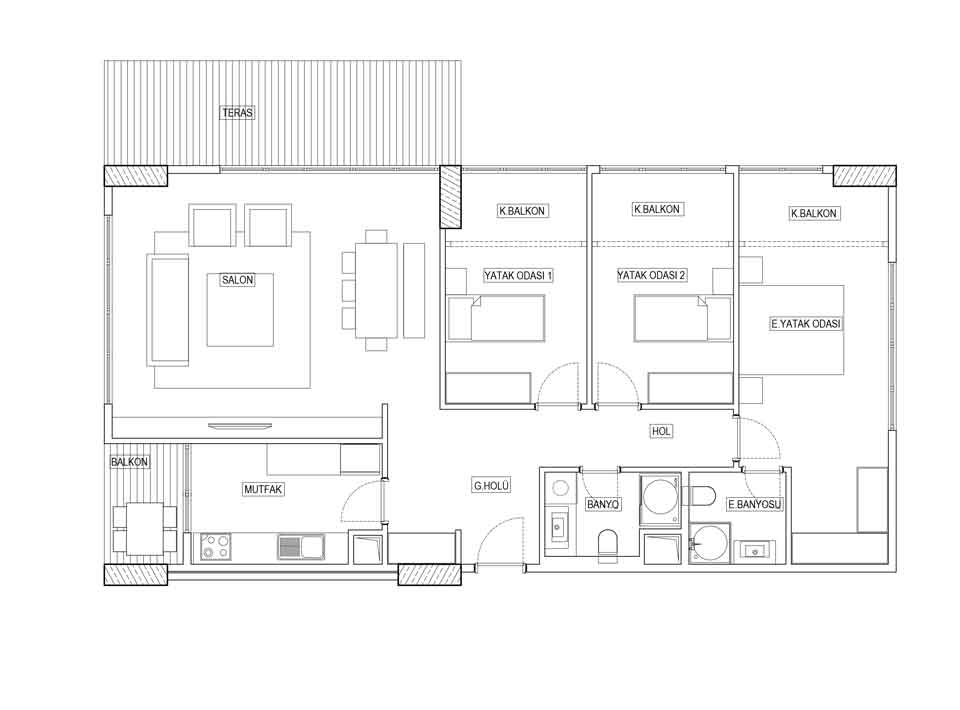 TERAS
K.BALKON
K.BALKON
K.BALKON
SALON
YATAK ODASI 1
YATAK ODASI 2
E.YATAK ODASI
HOL
BALKON
MUTFAK
G.HOLÜ
BANYO
E.BANYOSU